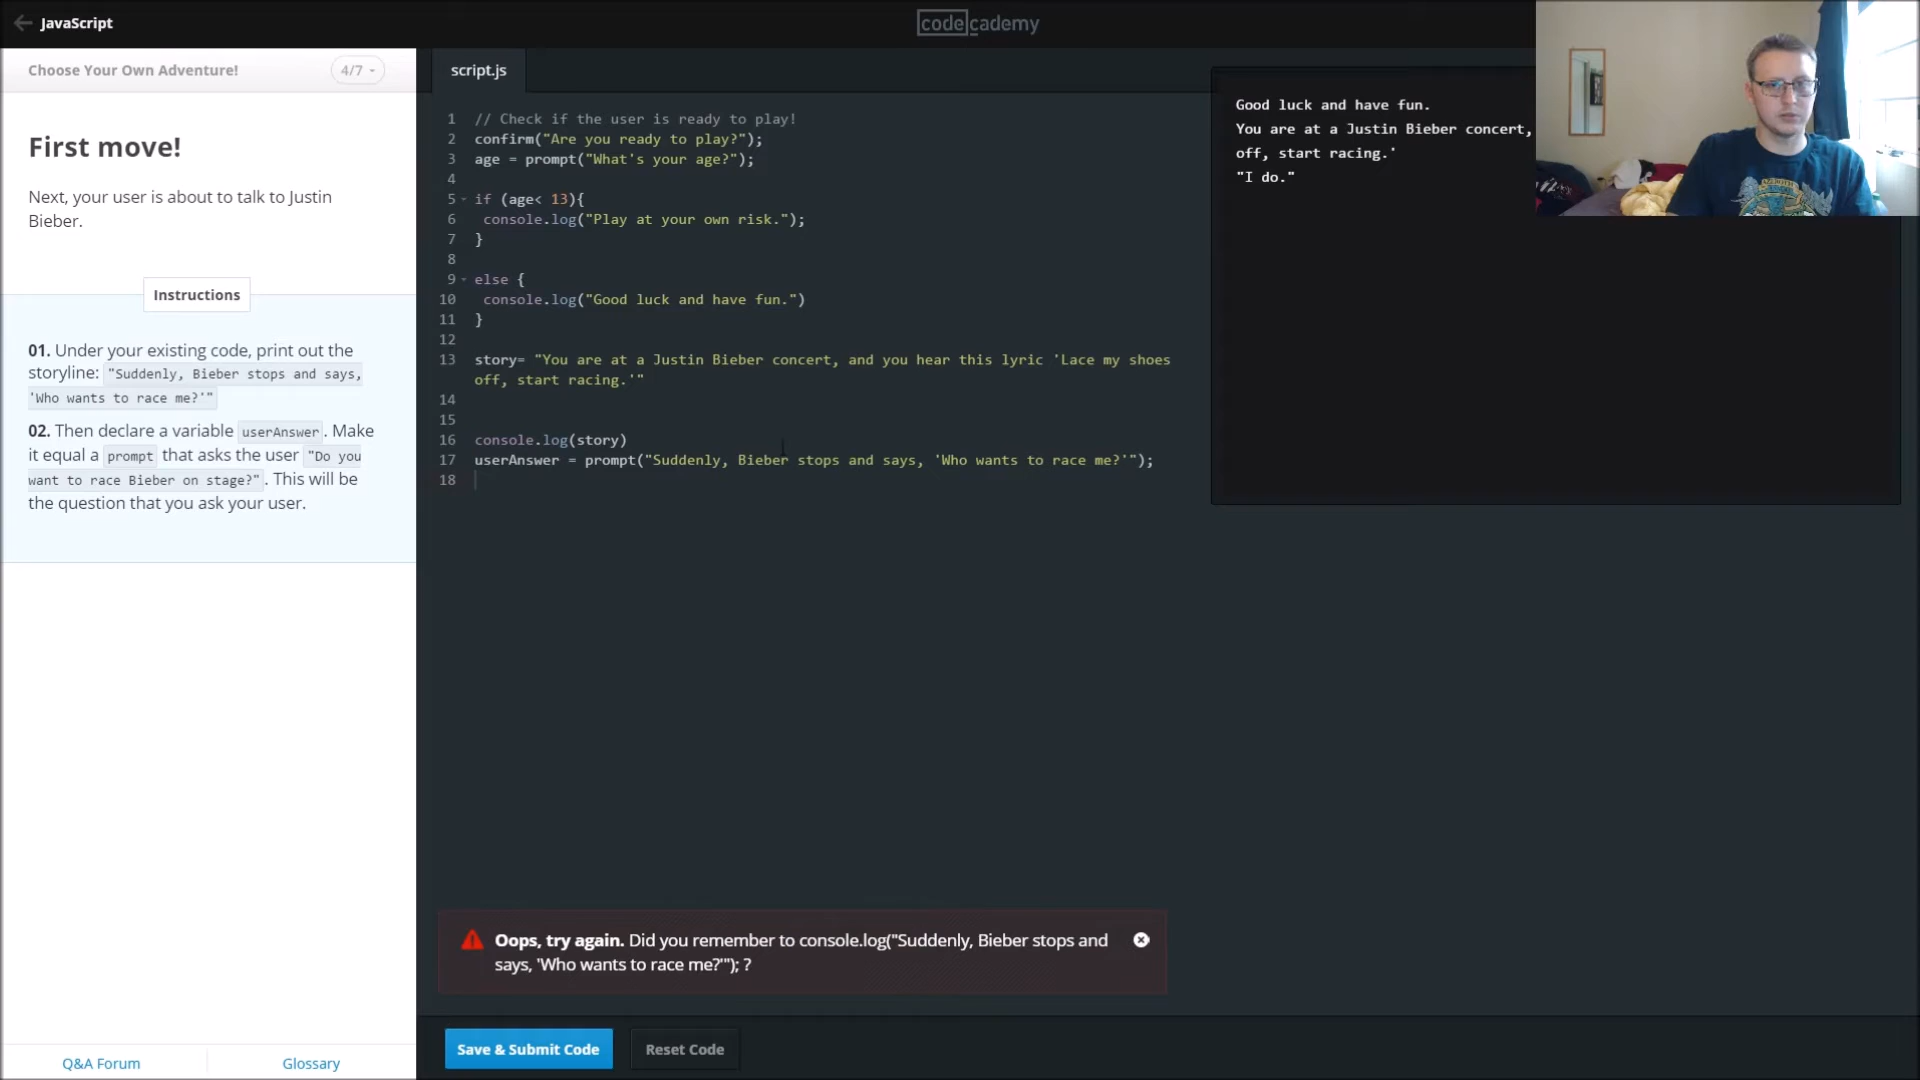 JavaScript
codecademy
Choose Your Own Adventure!
4/7
First move!
Next, your user is about to talk to Justin
Bieber.
Instructions
01. Under your existing code, print out the
storyline: "Suddenly, Bieber stops and says,
'Who wants to race me?'"
02. Then declare a variable userAnswer. Make
it equal a prompt that asks the user "Do you
want to race Bieber on stage?". This will be
the question that you ask your user.
Q&A Forum
Glossary
script.js
1 // Check if the user is ready to play!
2 confirm("Are you ready to play?");
3 age = prompt("What's your age?");
4
5 if (age< 13){
6 console.log("Play at your own risk.");
7 }
8
9 else {
10 console.log("Good luck and have fun.")
11 }
12
13 story= "You are at a Justin Bieber concert, and you hear this lyric 'Lace my shoes
off, start racing.'"
14
15
16 console.log(story)
17 userAnswer = prompt("Suddenly, Bieber stops and says, 'Who wants to race me?'");
18
Oops, try again. Did you remember to console.log("Suddenly, Bieber stops and
says, 'Who wants to race me?'"); ?
Save & Submit Code
Reset Code
Good luck and have fun.
You are at a Justin Bieber concert,
off, start racing.'
"I do."